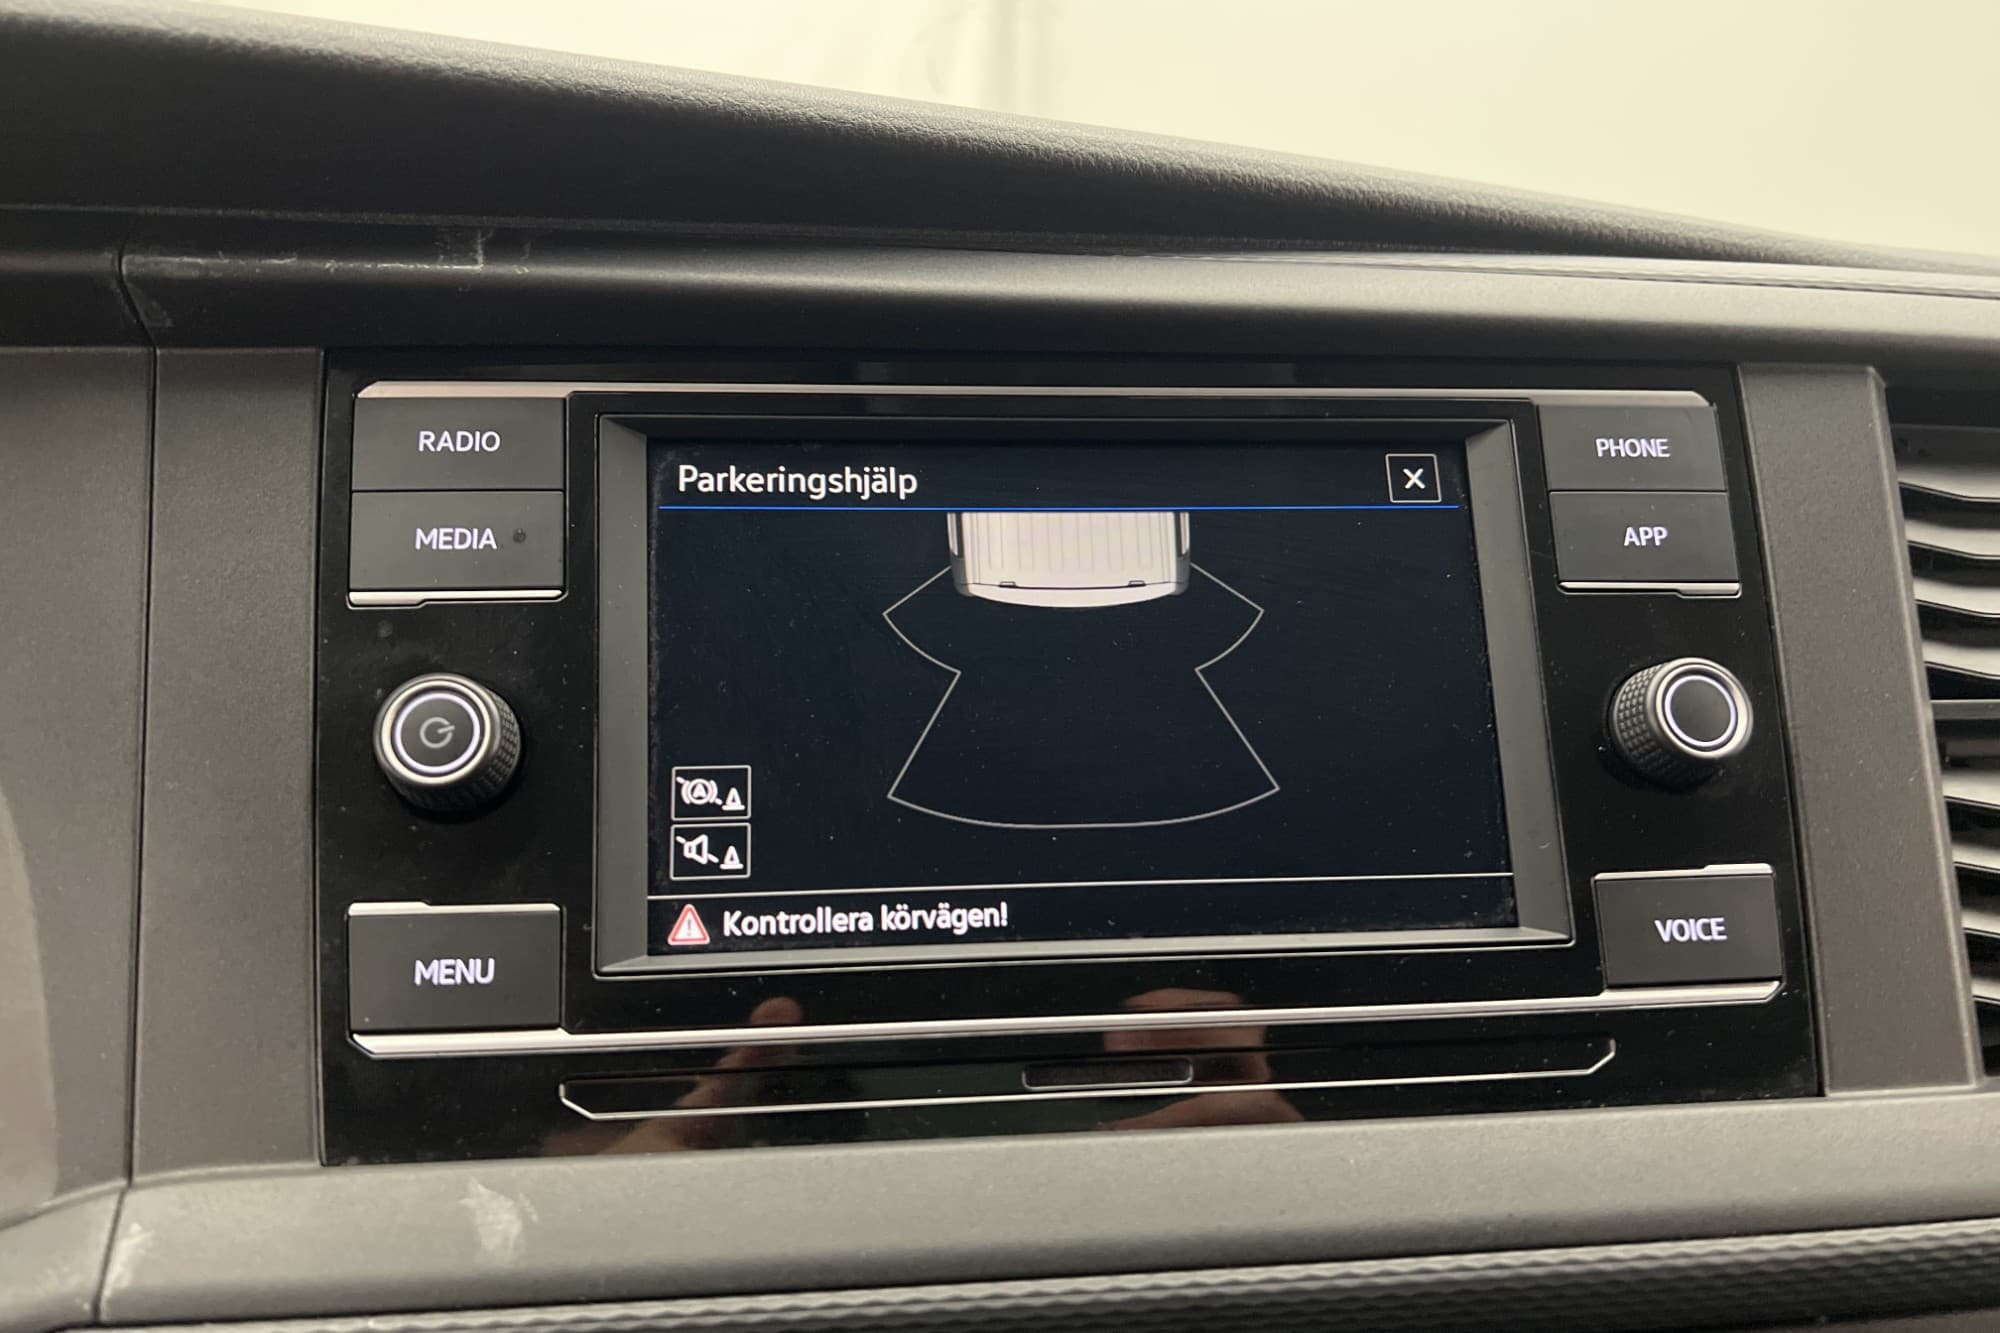 RADIO
MEDIA
MENU
Parkeringshjälp
Kontrollera körvägen!
PHONE
APP
VOICE